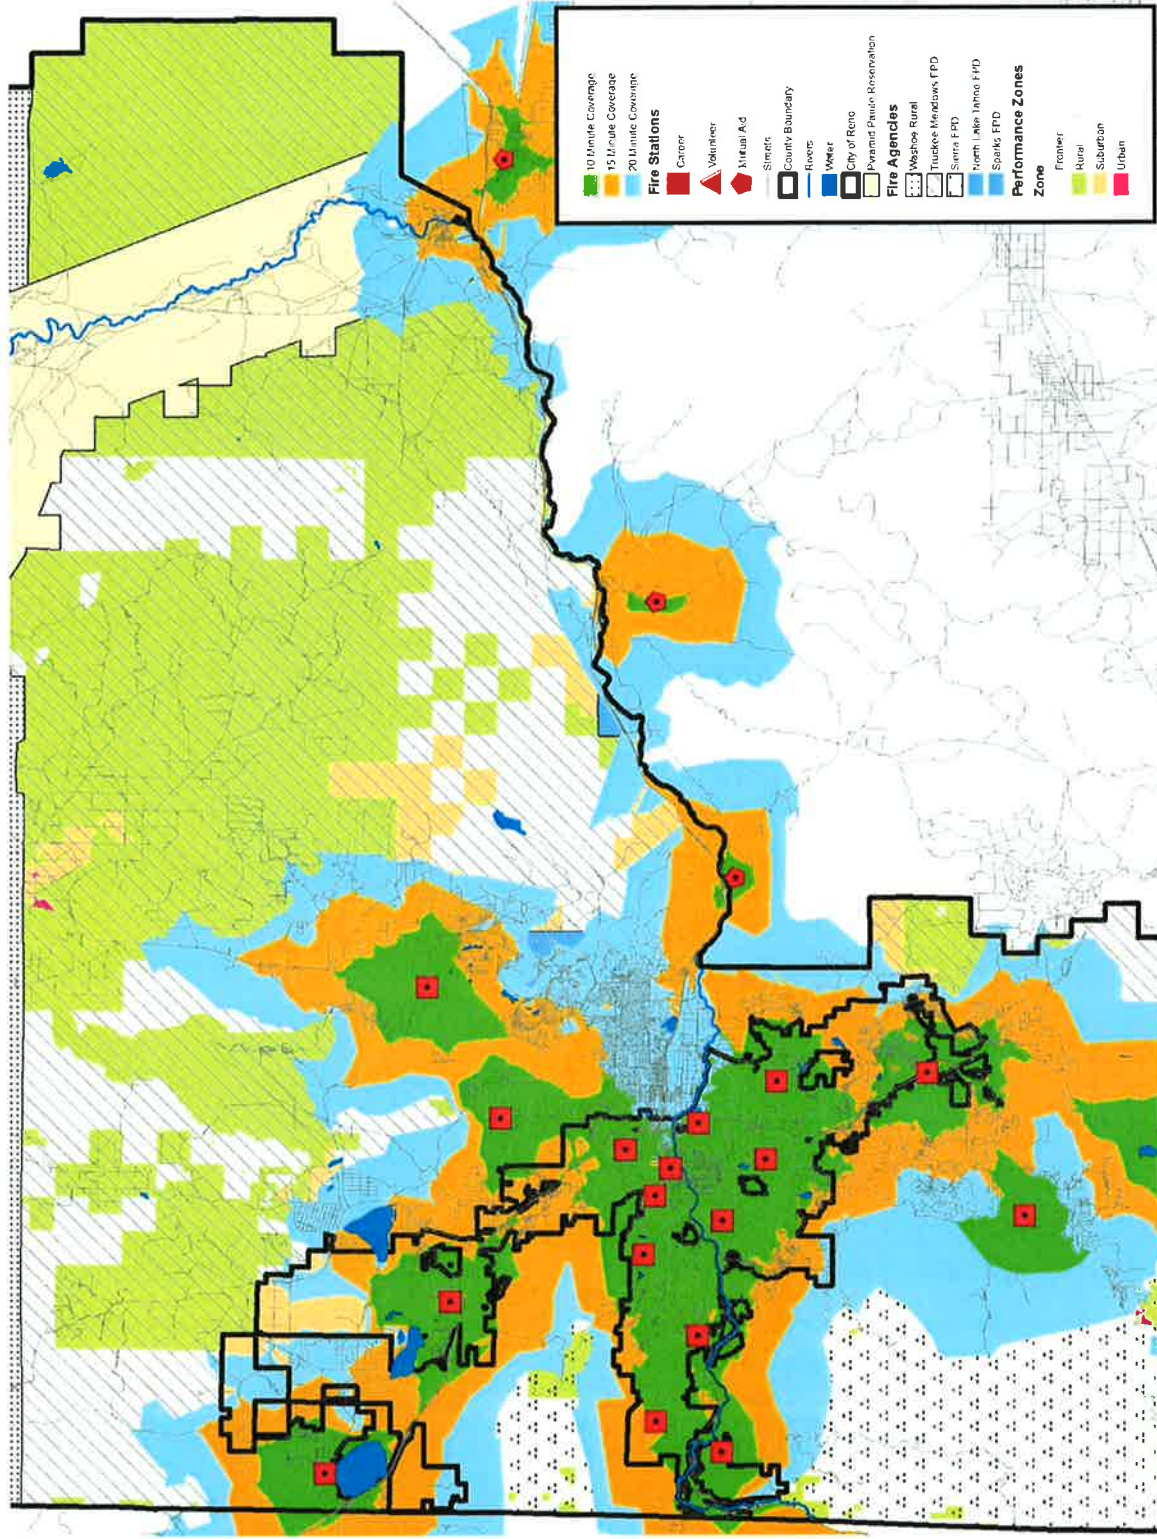 10 Minute Coverage
15 Minute Coverage
20 Minute Coverage
Fire Stations
Career
Volunteer
Mutual Aid
Streets
County Boundary
Rivers
Water
City of Reno
Pyramid Paiute Reservation
Fire Agencies
Washoe Rural
Truckee Meadows FPD
Sierra FPD
North Lake Tahoe FPD
Sparks FPD
Performance Zones
Zone
Frontier
Rural
Suburban
Urban